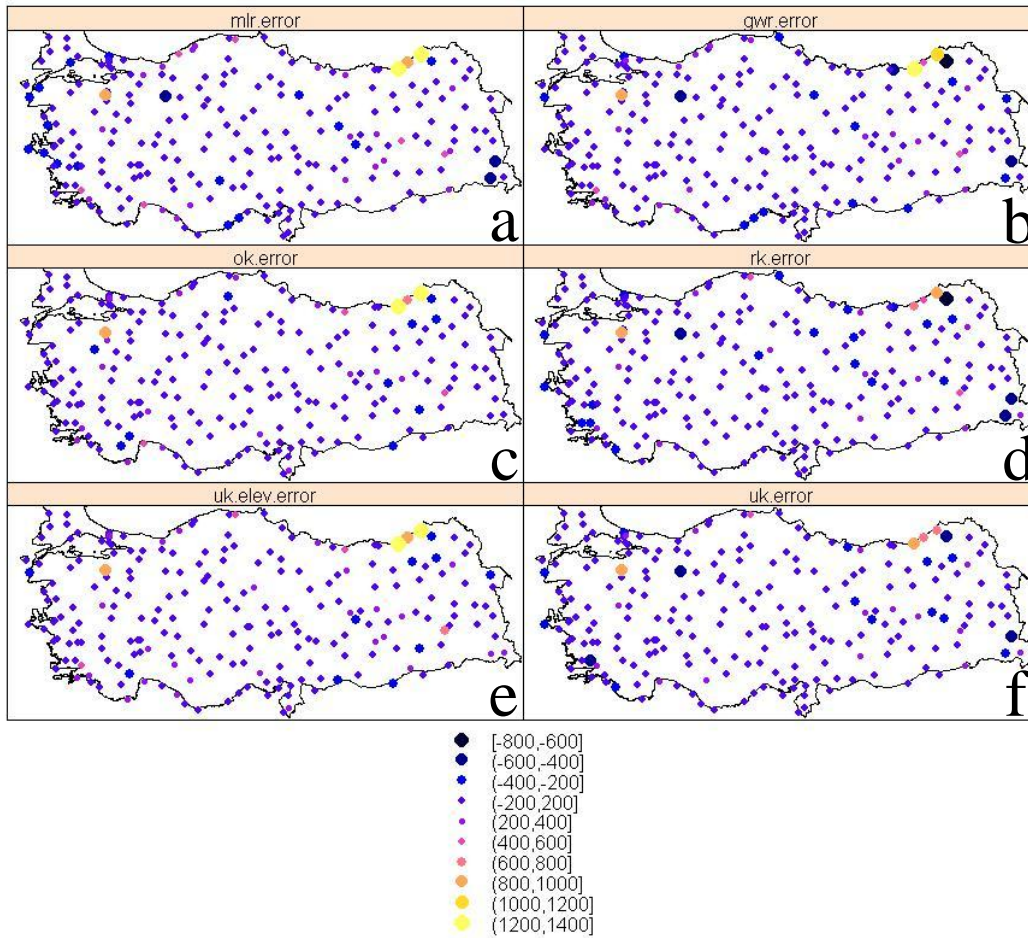 mlr.error
gwr.error
a
b
ok.error
rk.error
c
d
uk.elev.error
uk.error
e
f
[-800,-600]
(-600,-400]
(-400,-200]
(-200,200]
(200,400]
(400,600]
(600,800]
(800,1000]
(1000,1200]
(1200,1400]